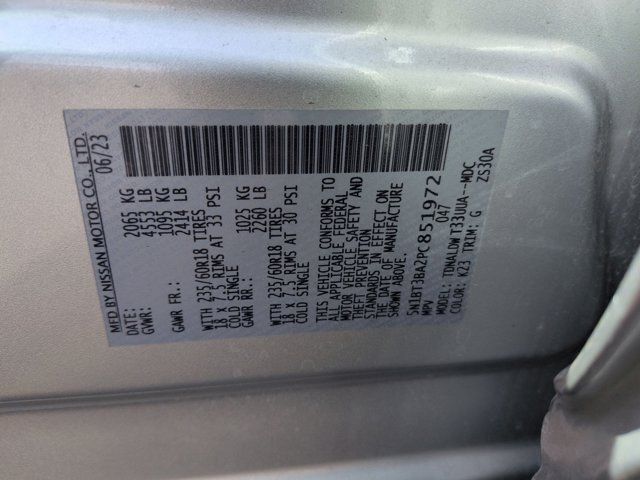 MFD BY NISSAN MOTOR CO., LTD.
DATE: 06/23
GVWR: 2065 KG
4553 LB
GAWR FR.: 1095 KG
2414 LB
WITH 235/60R18 TIRES
18 X 7.5 RIMS AT 33 PSI
COLD SINGLE
GAWR RR.: 1025 KG
2260 LB
WITH 235/60R18 TIRES
18 X 7.5 RIMS AT 30 PSI
COLD SINGLE
THIS VEHICLE CONFORMS TO
ALL APPLICABLE FEDERAL
MOTOR VEHICLE SAFETY AND
THEFT PREVENTION
STANDARDS IN EFFECT ON
THE DATE OF MANUFACTURE
SHOWN ABOVE.
5N1BT3BA2PC851972
MPV 047
MODEL: TDMALDW T33UUA--MDC
COLOR: K23 TRIM: G ZS30A